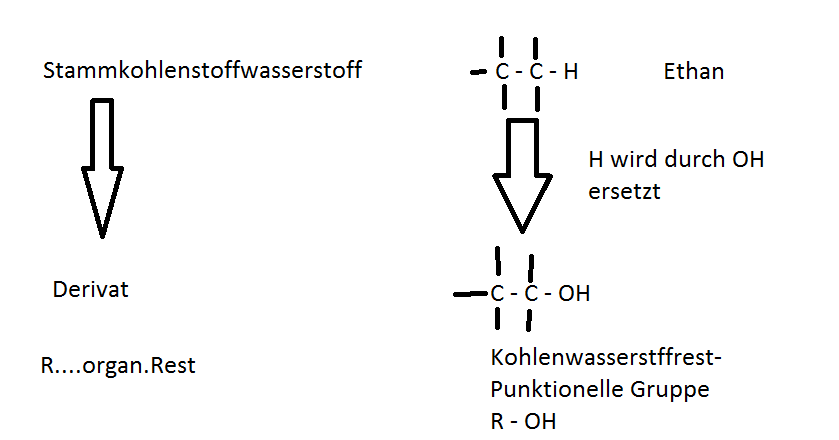 Stammkohlenstoffwasserstoff
C - C - H
Ethan
H wird durch OH
ersetzt
Derivat
C - C - OH
R....organ.Rest
Kohlenwasserstffrest-
Punktionelle Gruppe
R - OH